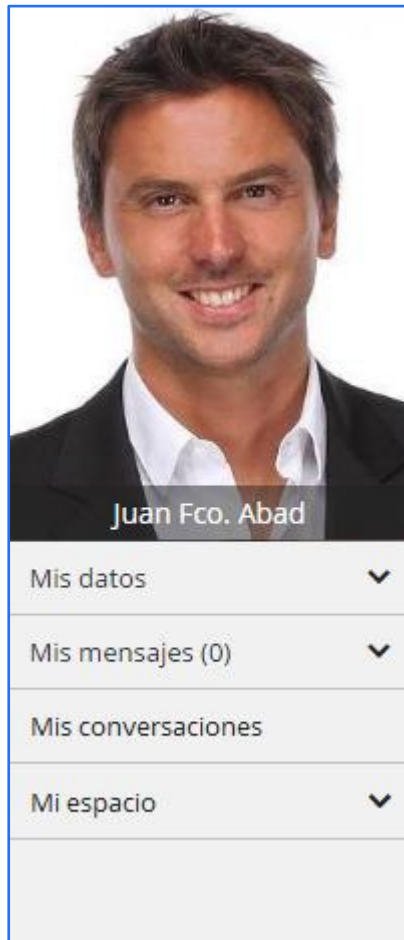 Juan Fco. Abad
Mis datos
Mis mensajes (0)
Mis conversaciones
Mi espacio